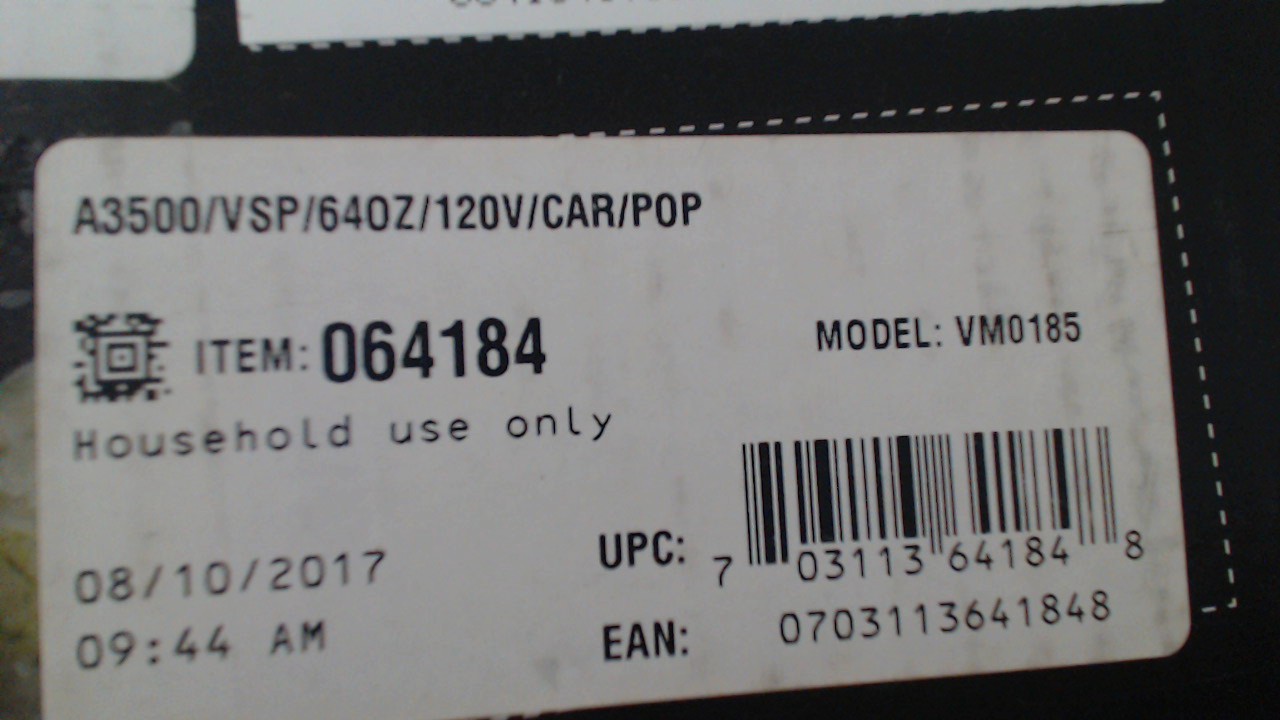 A3500/VSP/64OZ/120V/CAR/POP
ITEM: 064184
MODEL: VM0185
Household use only
08/10/2017
09:44 AM
UPC: 7 03113 64184 8
EAN: 0703113641848